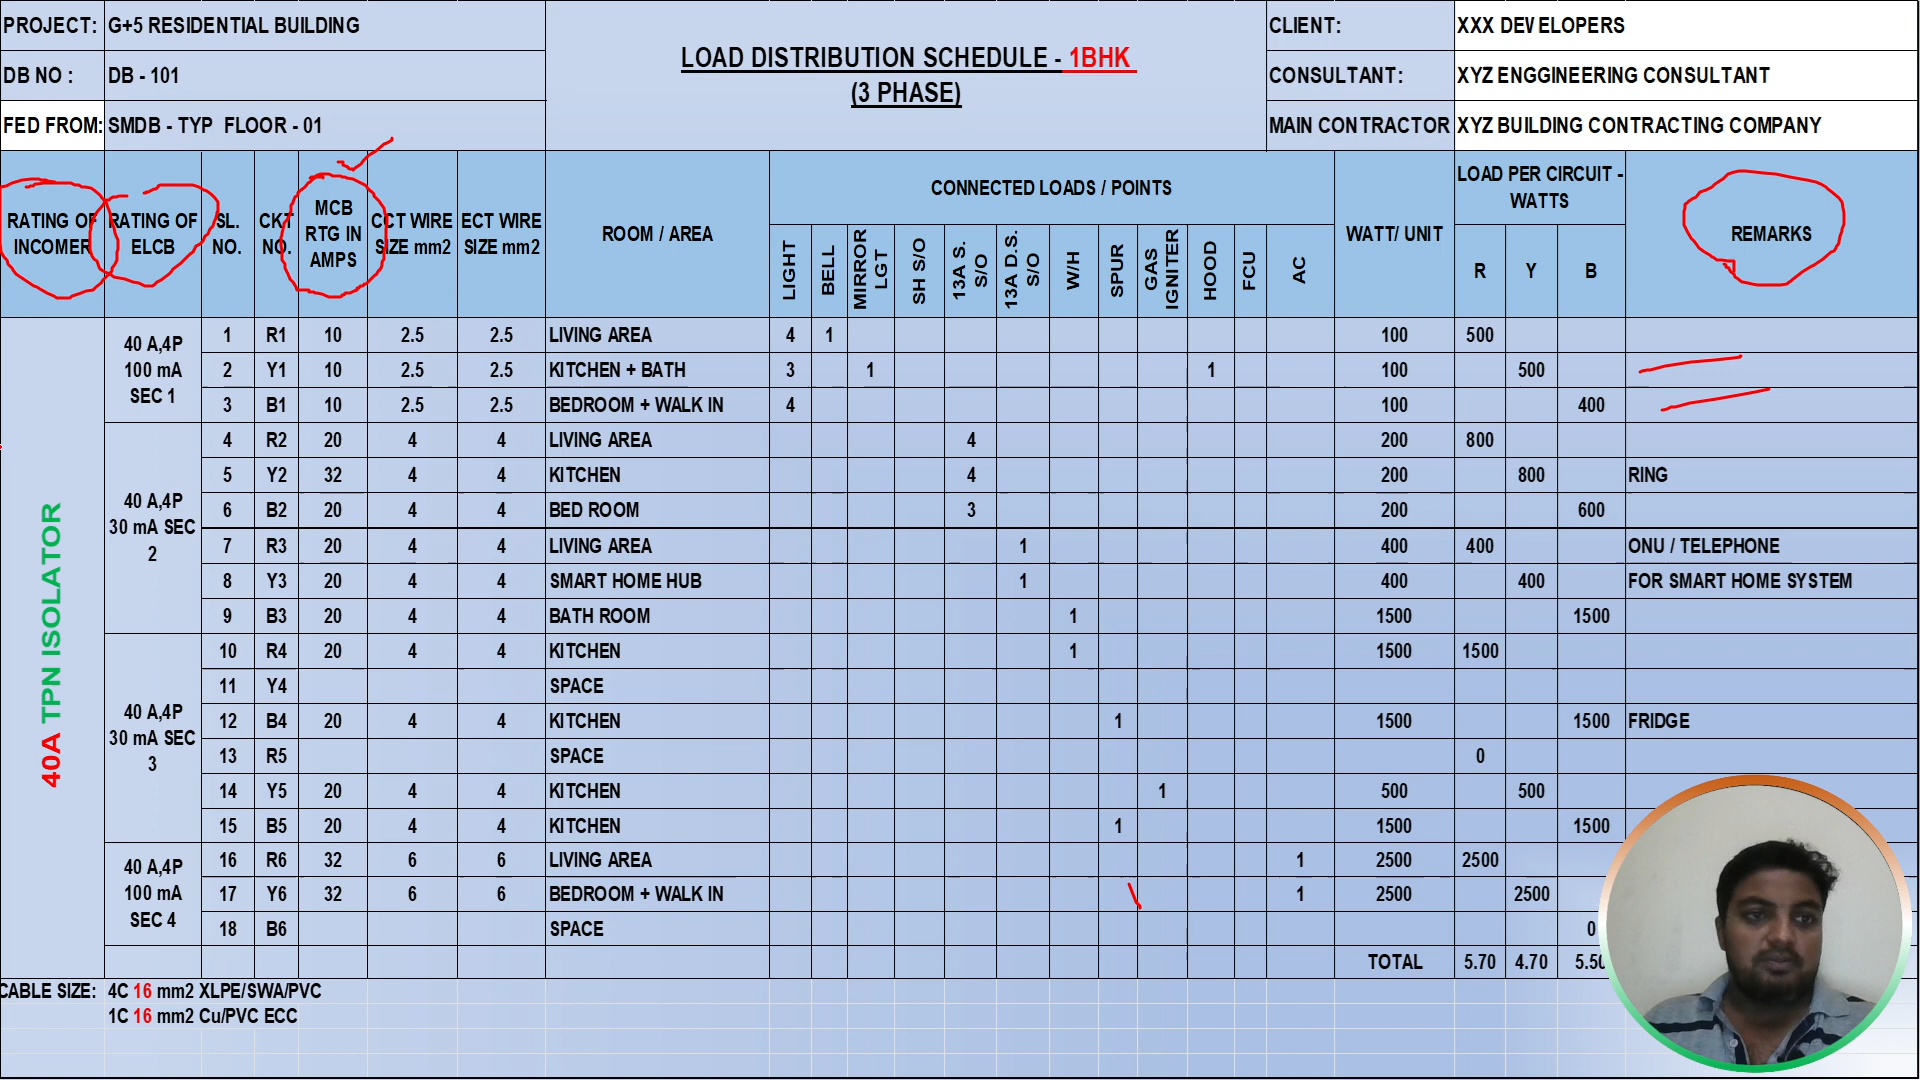 PROJECT: G+5 RESIDENTIAL BUILDING
DB NO : DB - 101
FED FROM: SMDB - TYP FLOOR - 01
LOAD DISTRIBUTION SCHEDULE - 1BHK
(3 PHASE)
CLIENT: XXX DEVELOPERS
CONSULTANT: XYZ ENGGINEERING CONSULTANT
MAIN CONTRACTOR XYZ BUILDING CONTRACTING COMPANY
RATING OF INCOMER
RATING OF ELCB
SL. NO.
CKT NO.
MCB RTG IN AMPS
CCT WIRE SIZE mm2
ECT WIRE SIZE mm2
ROOM / AREA
CONNECTED LOADS / POINTS
LIGHT
BELL
MIRROR LGT
SH S/O
13A S. S/O
13A D.S. S/O
W/H
SPUR
GAS IGNITER
HOOD
FCU
AC
WATT/ UNIT
LOAD PER CIRCUIT - WATTS
R Y B
REMARKS
40A TPN ISOLATOR
40 A,4P
100 mA
SEC 1
1 R1 10 2.5 2.5 LIVING AREA 4 1 100 500
2 Y1 10 2.5 2.5 KITCHEN + BATH 3 1 1 100 500
3 B1 10 2.5 2.5 BEDROOM + WALK IN 4 100 400
40 A,4P
30 mA SEC
2
4 R2 20 4 4 LIVING AREA 4 200 800
5 Y2 32 4 4 KITCHEN 4 200 800 RING
6 B2 20 4 4 BED ROOM 3 200 600
7 R3 20 4 4 LIVING AREA 1 400 400 ONU / TELEPHONE
8 Y3 20 4 4 SMART HOME HUB 1 400 400 FOR SMART HOME SYSTEM
9 B3 20 4 4 BATH ROOM 1 1500 1500
40 A,4P
30 mA SEC
3
10 R4 20 4 4 KITCHEN 1 1500 1500
11 Y4 SPACE
12 B4 20 4 4 KITCHEN 1 1500 1500 FRIDGE
13 R5 SPACE 0
14 Y5 20 4 4 KITCHEN 1 500 500
15 B5 20 4 4 KITCHEN 1 1500 1500
40 A,4P
100 mA
SEC 4
16 R6 32 6 6 LIVING AREA 1 2500 2500
17 Y6 32 6 6 BEDROOM + WALK IN 1 2500 2500
18 B6 SPACE 0
TOTAL 5.70 4.70 5.50
CABLE SIZE: 4C 16 mm2 XLPE/SWA/PVC
1C 16 mm2 Cu/PVC ECC